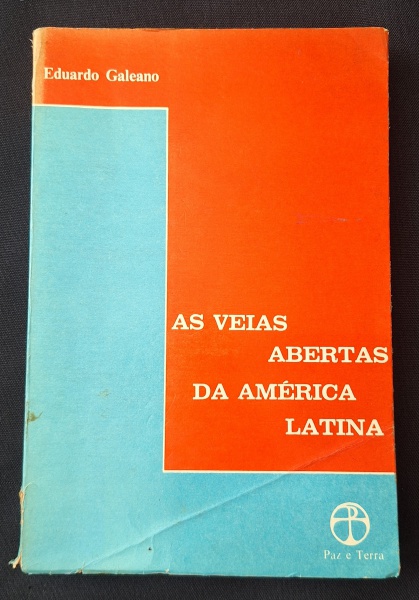 Eduardo Galeano
AS VEIAS
ABERTAS
DA AMÉRICA
LATINA
Paz e Terra